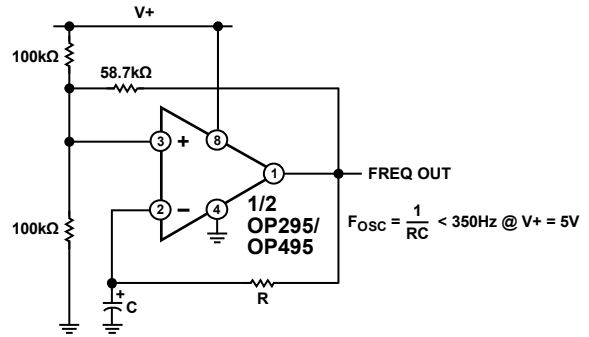 V+
100kΩ
58.7kΩ
3
+
8
1
FREQ OUT
2
–
4
1/2
OP295/
OP495
F_OSC = 1/RC < 350Hz @ V+ = 5V
100kΩ
R
+
C